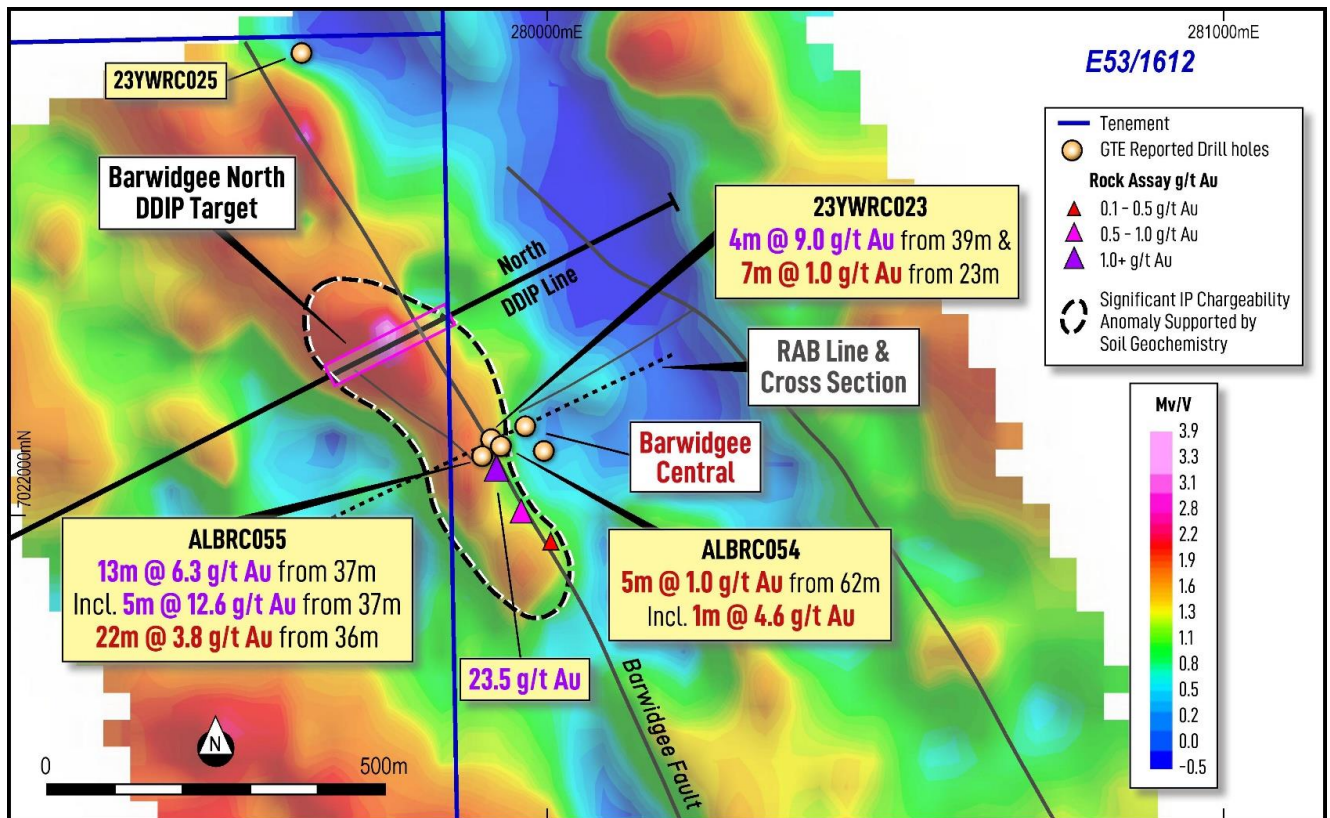 280000mE
281000mE
E53/1612
23YWRC025
Tenement
GTE Reported Drill holes
Rock Assay g/t Au
0.1 – 0.5 g/t Au
0.5 – 1.0 g/t Au
1.0+ g/t Au
Significant IP Chargeability
Anomaly Supported by
Soil Geochemistry
Barwidgee North
DDIP Target
23YWRC023
4m @ 9.0 g/t Au from 39m &
7m @ 1.0 g/t Au from 23m
North
DDIP Line
RAB Line &
Cross Section
Barwidgee
Central
7022000mN
ALBRC055
13m @ 6.3 g/t Au from 37m
Incl. 5m @ 12.6 g/t Au from 37m
22m @ 3.8 g/t Au from 36m
ALBRC054
5m @ 1.0 g/t Au from 62m
Incl. 1m @ 4.6 g/t Au
23.5 g/t Au
Barwidgee Fault
Mv/V
3.9
3.3
3.1
2.8
2.2
1.9
1.6
1.3
1.1
0.8
0.5
0.2
0.0
-0.5
N
0
500m